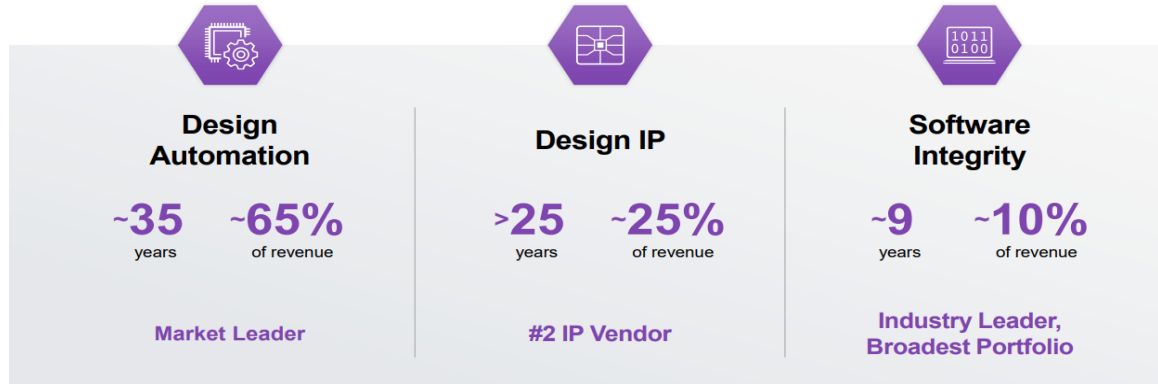 1011
0100
Design
Automation
~35
years
~65%
of revenue
Market Leader
Design IP
>25
years
~25%
of revenue
#2 IP Vendor
Software
Integrity
~9
years
~10%
of revenue
Industry Leader,
Broadest Portfolio